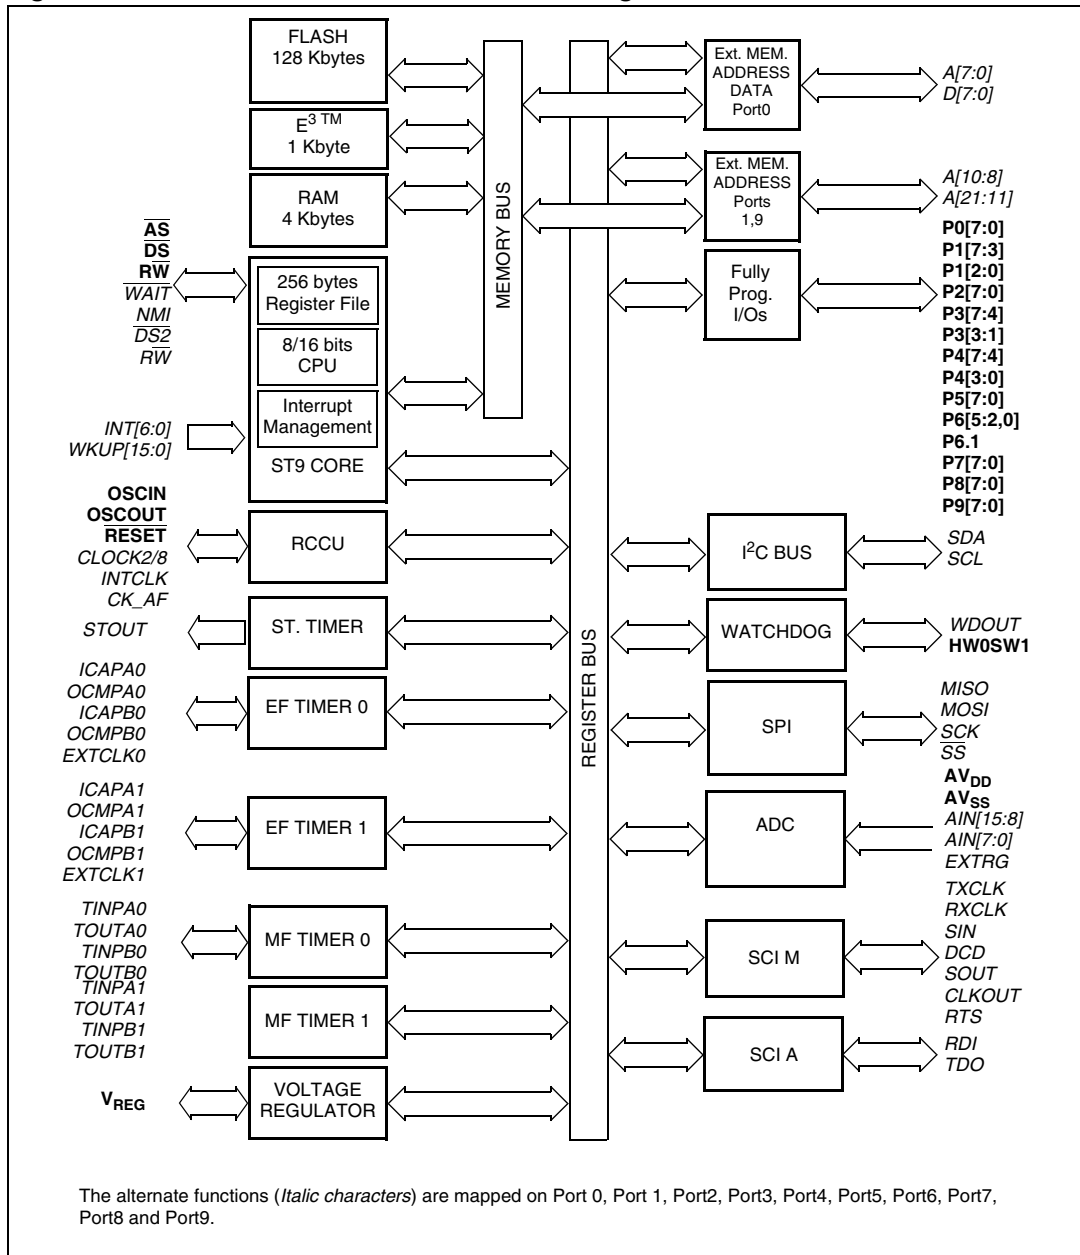 FLASH
128 Kbytes
E3 TM
1 Kbyte
RAM
4 Kbytes
A̅S̅
D̅S̅
RW̅
W̅A̅I̅T̅
NMI
D̅S̅2̅
RW̅
256 bytes
Register File
8/16 bits
CPU
Interrupt
Management
ST9 CORE
INT[6:0]
WKUP[15:0]
OSCIN
OSCOUT
R̅E̅S̅E̅T̅
CLOCK2/8
INTCLK
CK_AF
RCCU
STOUT
ST. TIMER
ICAPA0
OCMPA0
ICAPB0
OCMPB0
EXTCLK0
EF TIMER 0
ICAPA1
OCMPA1
ICAPB1
OCMPB1
EXTCLK1
EF TIMER 1
TINPA0
TOUTA0
TINPB0
TOUTB0
MF TIMER 0
TINPA1
TOUTA1
TINPB1
TOUTB1
MF TIMER 1
VREG
VOLTAGE
REGULATOR
MEMORY BUS
REGISTER BUS
Ext. MEM.
ADDRESS
DATA
Port0
A[7:0]
D[7:0]
Ext. MEM.
ADDRESS
Ports
1,9
A[10:8]
A[21:11]
Fully
Prog.
I/Os
P0[7:0]
P1[7:3]
P1[2:0]
P2[7:0]
P3[7:4]
P3[3:1]
P4[7:4]
P4[3:0]
P5[7:0]
P6[5:2,0]
P6.1
P7[7:0]
P8[7:0]
P9[7:0]
I2C BUS
SDA
SCL
WATCHDOG
WDOUT
HW0SW1
SPI
MISO
MOSI
SCK
S̅S̅
ADC
AVDD
AVSS
AIN[15:8]
AIN[7:0]
EXTRG
SCI M
TXCLK
RXCLK
SIN
DCD
SOUT
CLKOUT
RTS
SCI A
RDI
TDO
The alternate functions (Italic characters) are mapped on Port 0, Port 1, Port2, Port3, Port4, Port5, Port6, Port7,
Port8 and Port9.